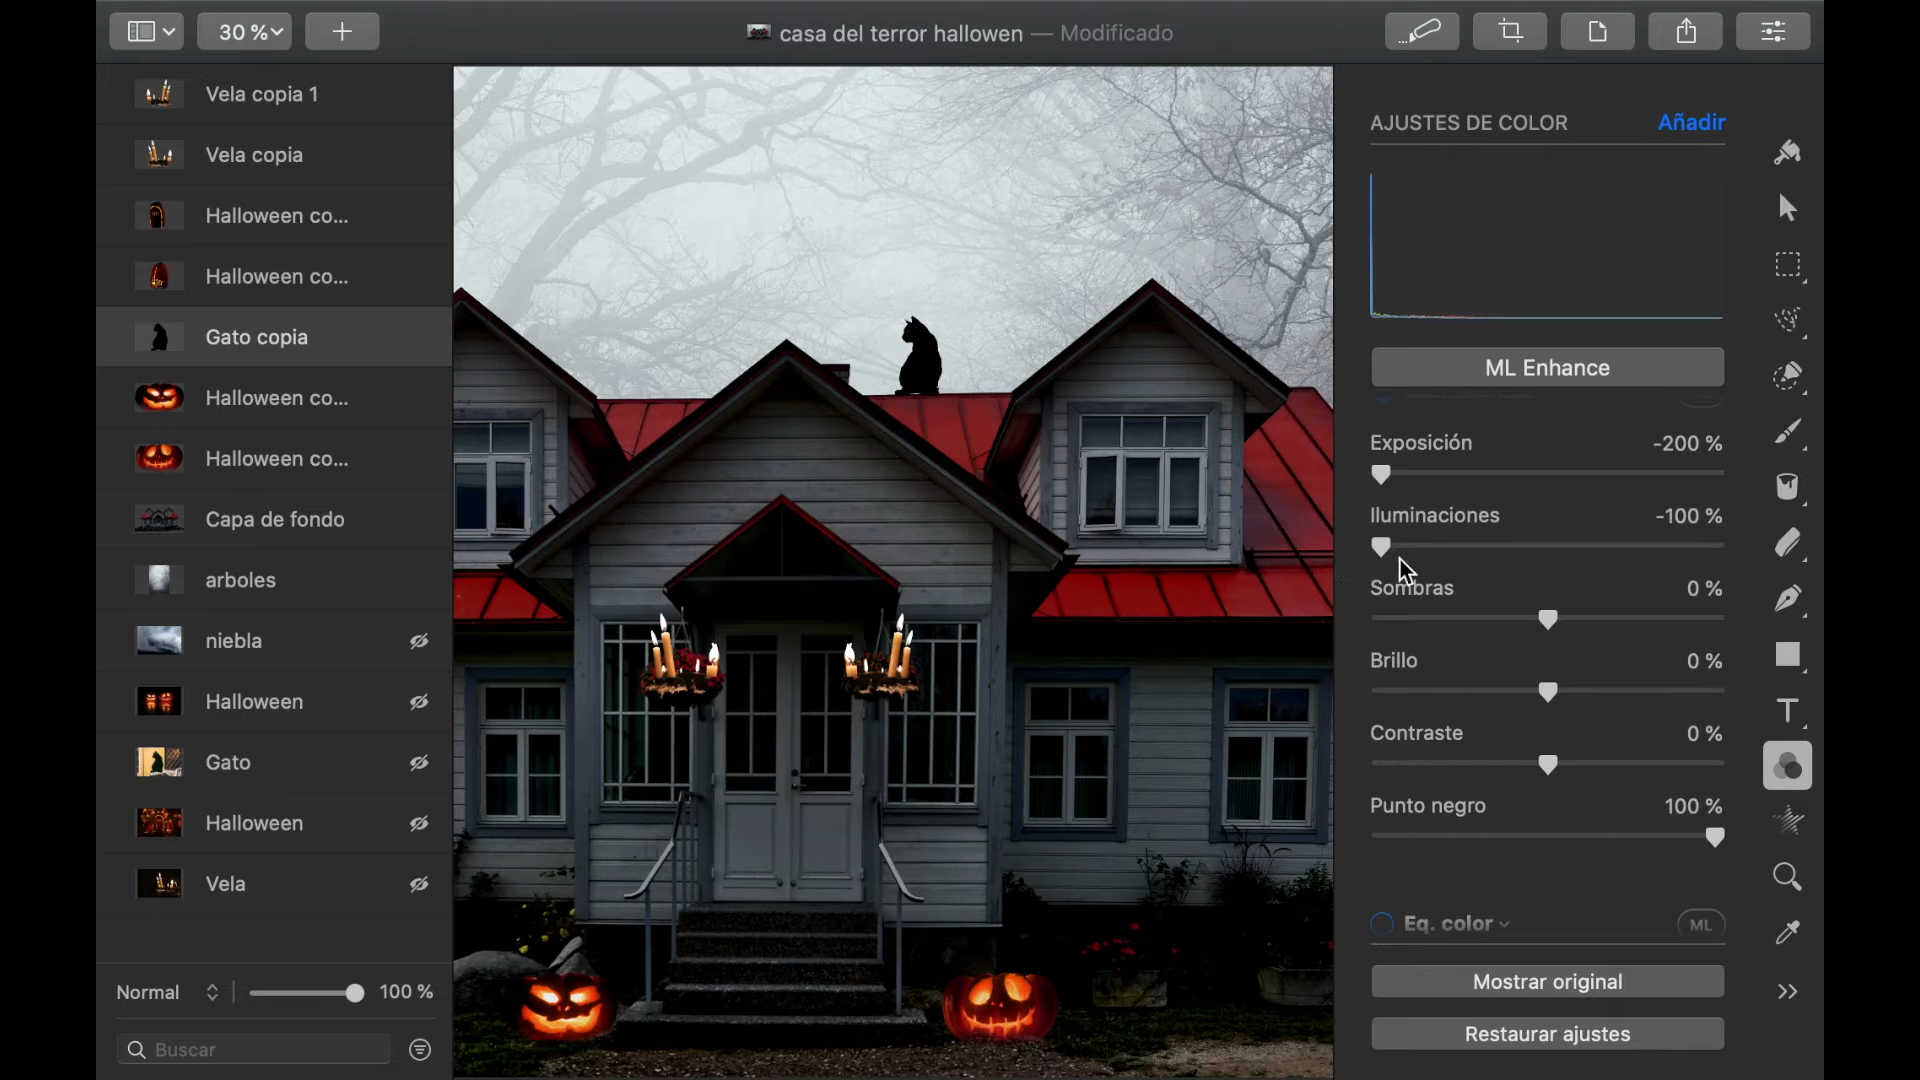 30 %
casa del terror hallowen — Modificado
Vela copia 1
Vela copia
Halloween co...
Halloween co...
Gato copia
Halloween co...
Halloween co...
Capa de fondo
arboles
niebla
Halloween
Gato
Halloween
Vela
Normal
100 %
Buscar
AJUSTES DE COLOR
Añadir
ML Enhance
Exposición
-200 %
Iluminaciones
-100 %
Sombras
0 %
Brillo
0 %
Contraste
0 %
Punto negro
100 %
Eq. color
ML
Mostrar original
Restaurar ajustes
T